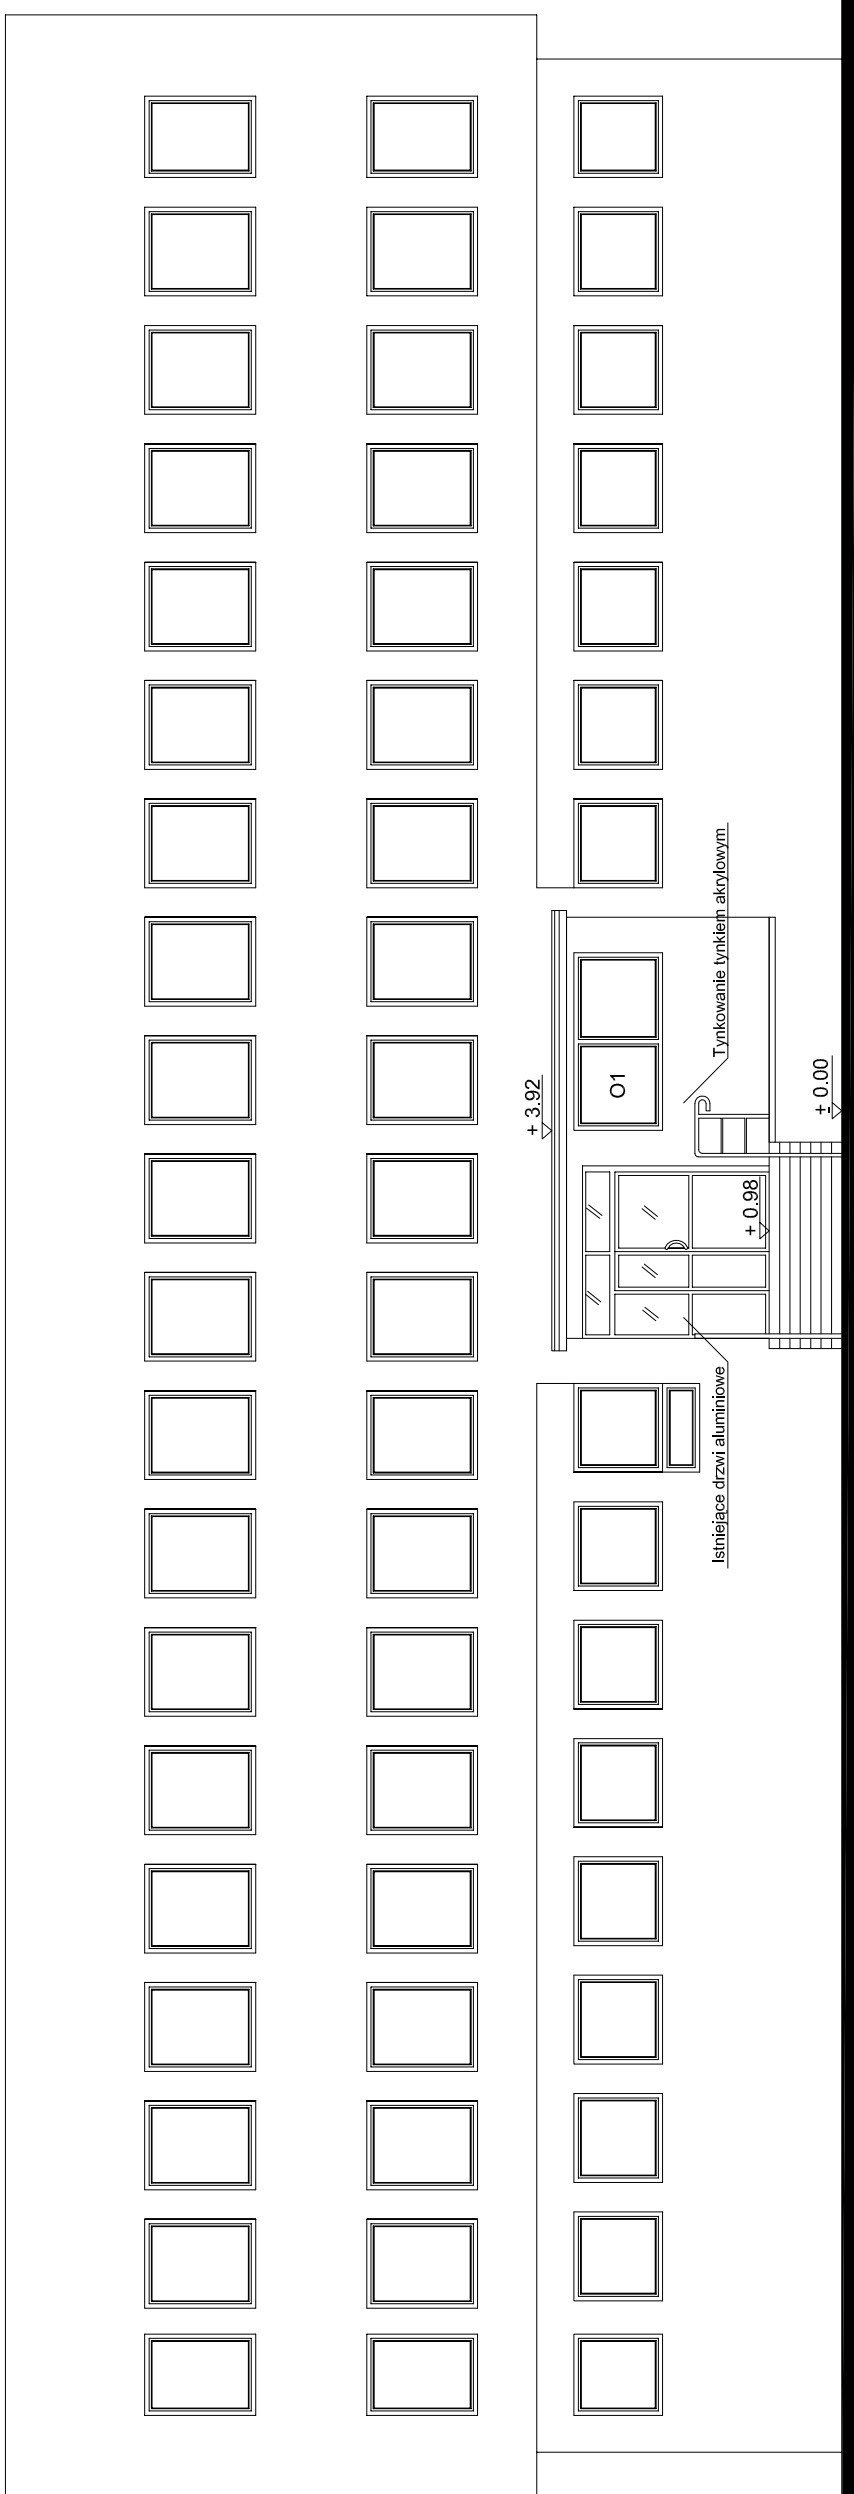 + 3.92
O1
Tynkowanie tynkiem akrylowym
± 0.00
+ 0.98
Istniejące drzwi aluminiowe